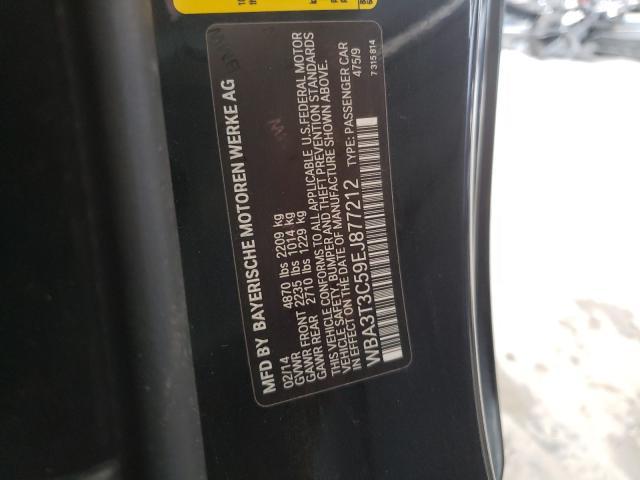 MFD BY BAYERISCHE MOTOREN WERKE AG
02/14
GVWR 4870 lbs 2209 kg
GAWR FRONT 2235 lbs 1014 kg
GAWR REAR 2710 lbs 1229 kg
THIS VEHICLE CONFORMS TO ALL APPLICABLE U.S.FEDERAL MOTOR
VEHICLE SAFETY, BUMPER AND THEFT PREVENTION STANDARDS
IN EFFECT ON THE DATE OF MANUFACTURE SHOWN ABOVE.
WBA3T3C59EJ877212 TYPE: PASSENGER CAR
475/9
7 315 814